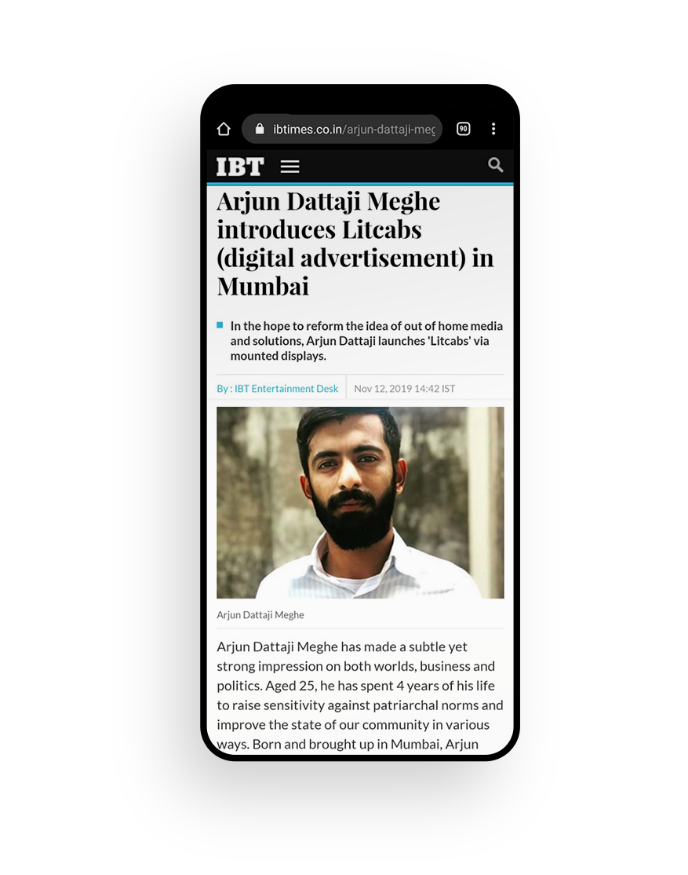 ibtimes.co.in/arjun-dattaji-meg
90
IBT
Arjun Dattaji Meghe
introduces Litcabs
(digital advertisement) in
Mumbai
In the hope to reform the idea of out of home media
and solutions, Arjun Dattaji launches 'Litcabs' via
mounted displays.
By : IBT Entertainment Desk
Nov 12, 2019 14:42 IST
Arjun Dattaji Meghe
Arjun Dattaji Meghe has made a subtle yet
strong impression on both worlds, business and
politics. Aged 25, he has spent 4 years of his life
to raise sensitivity against patriarchal norms and
improve the state of our community in various
ways. Born and brought up in Mumbai, Arjun